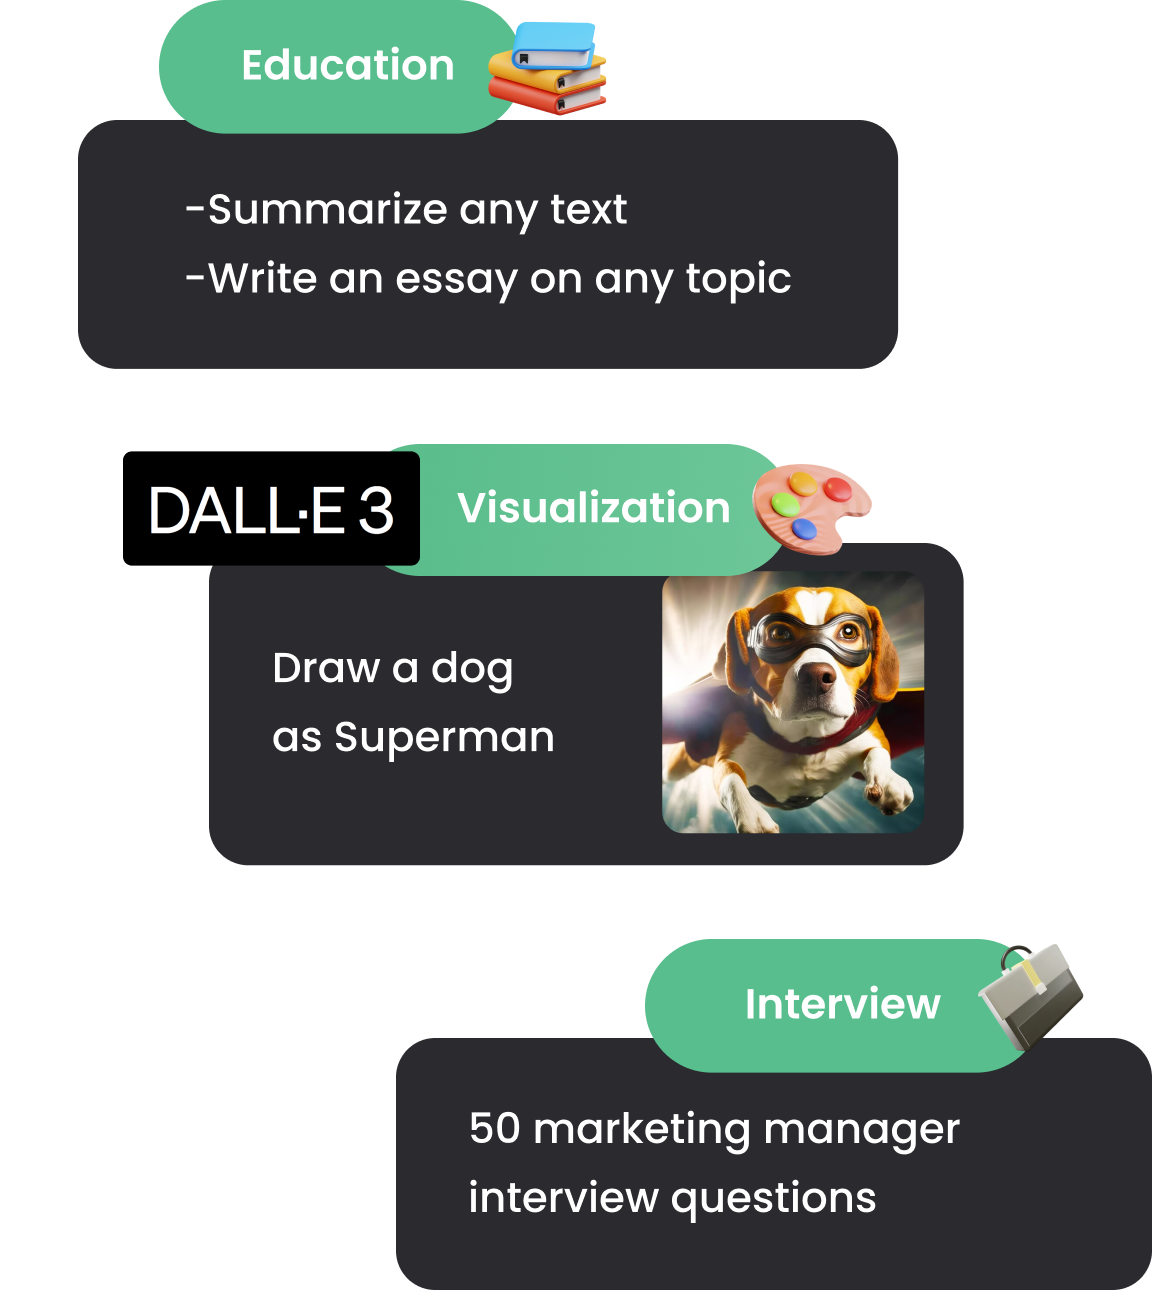 Education
-Summarize any text
-Write an essay on any topic
DALL·E 3
Visualization
Draw a dog
as Superman
Interview
50 marketing manager
interview questions